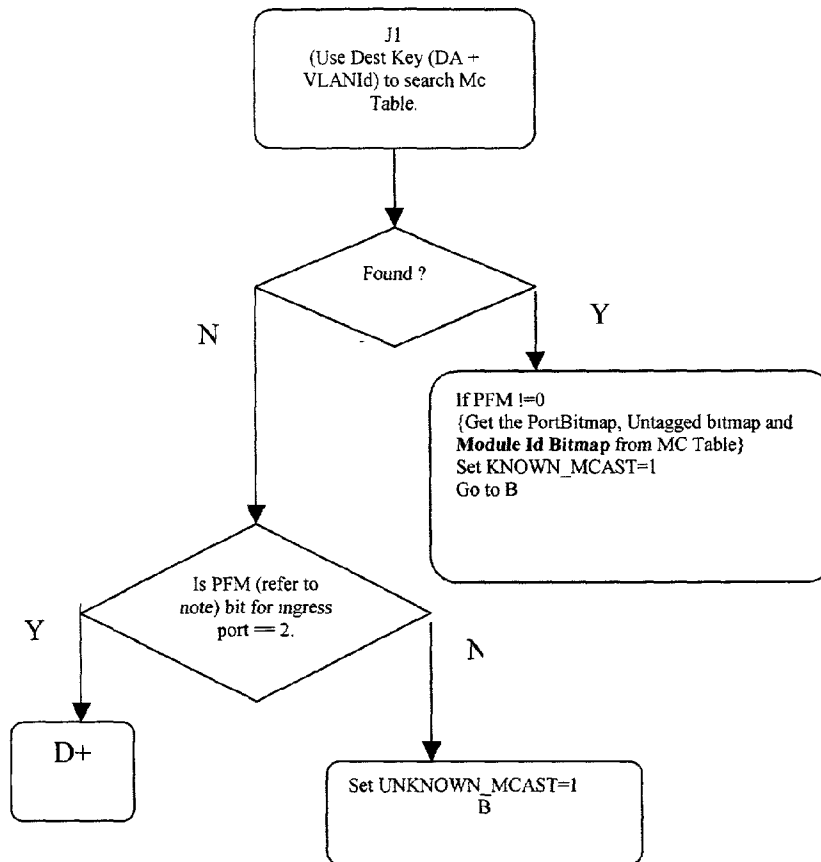 J1
(Use Dest Key (DA +
VLANId) to search Mc
Table.
Found ?
N
Y
If PFM !=0
{Get the PortBitmap, Untagged bitmap and
Module Id Bitmap from MC Table}
Set KNOWN_MCAST=1
Go to B
Is PFM (refer to
note) bit for ingress
port == 2.
Y
N
D+
Set UNKNOWN_MCAST=1
B